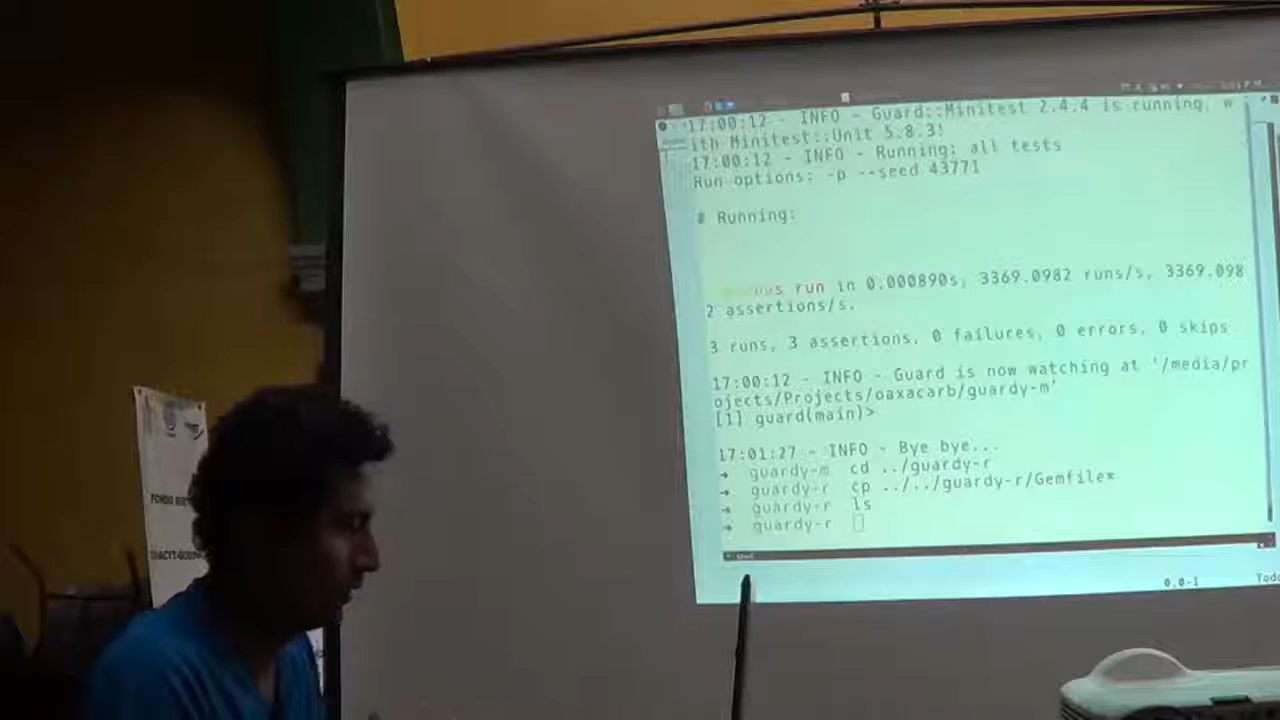 17:00:12 - INFO - Guard::Minitest 2.4.4 is running, w
ith Minitest::Unit 5.8.3!
17:00:12 - INFO - Running: all tests
Run options: -p --seed 43771
# Running:
run in 0.000890s, 3369.0982 runs/s, 3369.098
2 assertions/s.
3 runs, 3 assertions, 0 failures, 0 errors, 0 skips
17:00:12 - INFO - Guard is now watching at '/media/pr
ojects/Projects/oaxacarb/guardy-m'
[1] guard(main)>
17:01:27 - INFO - Bye bye...
→ guardy-m cd ../guardy-r
→ guardy-r cp ../../guardy-r/Gemfile*
→ guardy-r ls
→ guardy-r
0,0-1
FONDO